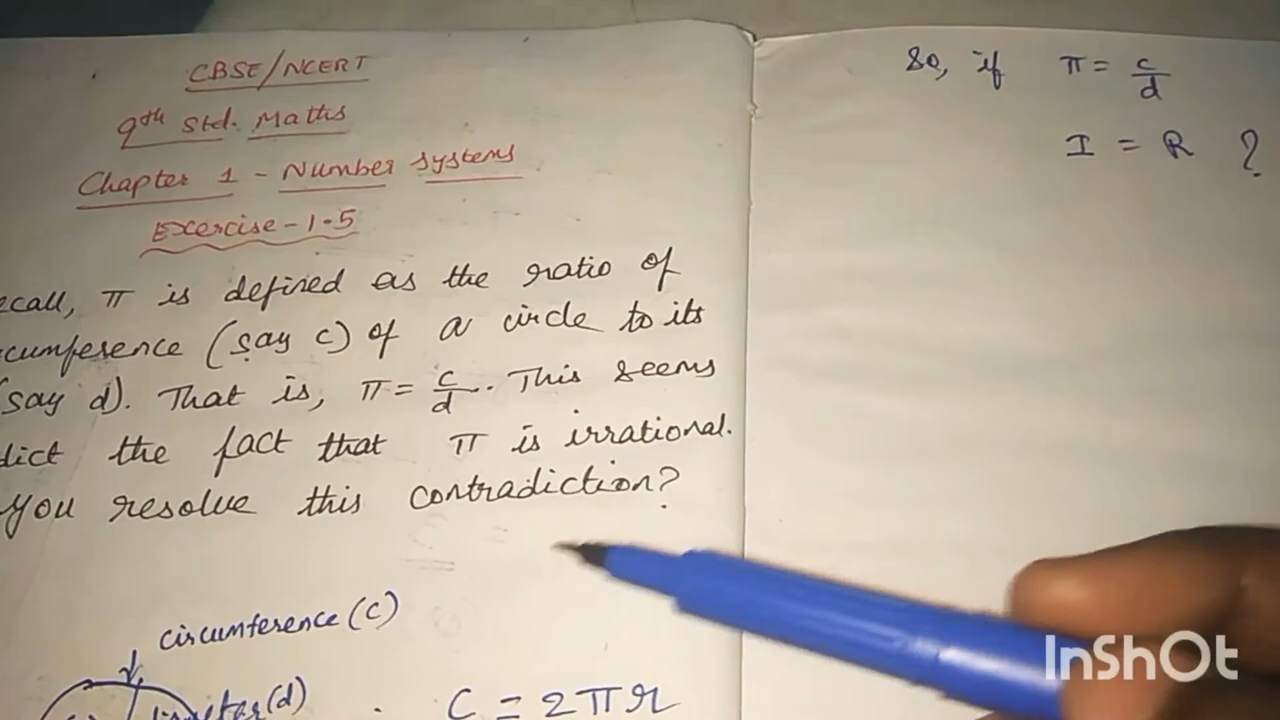 CBSE/NCERT
9th Std. Maths
Chapter 1 - Number Systems
Exercise-1.5
ecall, π is defined as the ratio of
cumference (say c) of a circle to its
(say d). That is, π = c/d. This seems
dict the fact that π is irrational.
you resolve this contradiction?
circumference (c)
(d)
C = 2πr
So, if π = c/d
I = R ?
InShOt